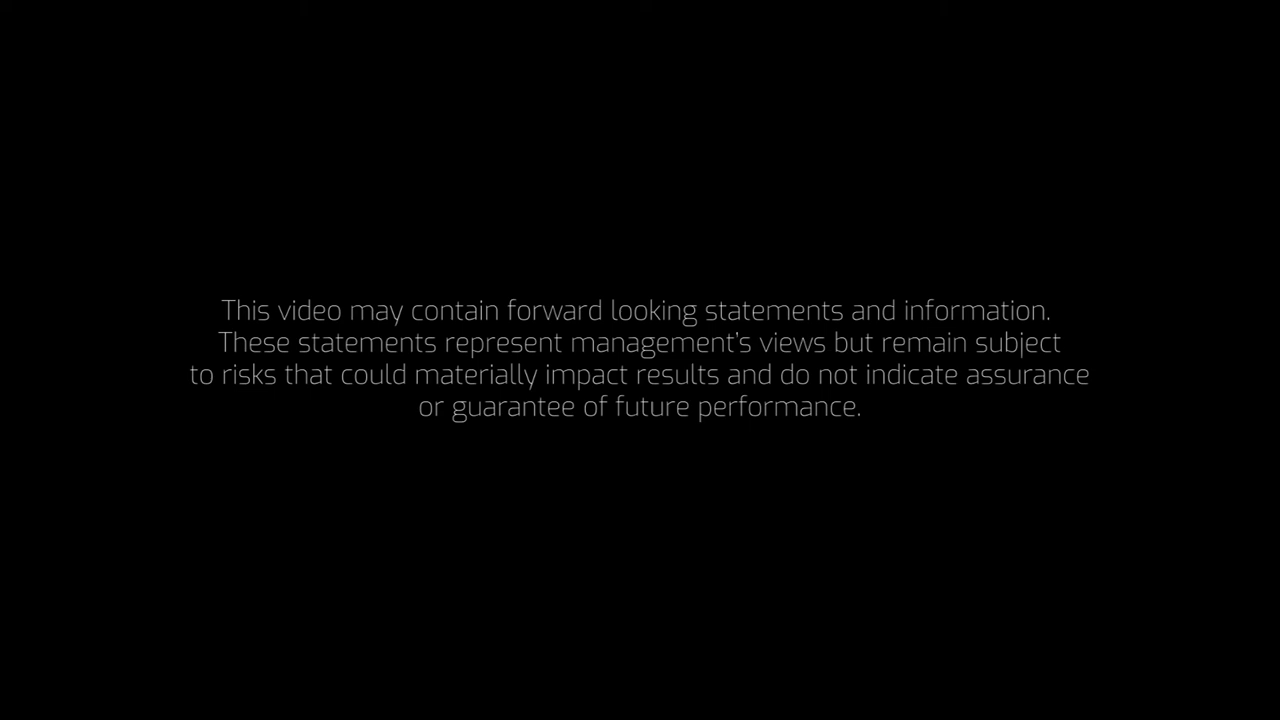 This video may contain forward looking statements and information.
These statements represent management's views but remain subject
to risks that could materially impact results and do not indicate assurance
or guarantee of future performance.